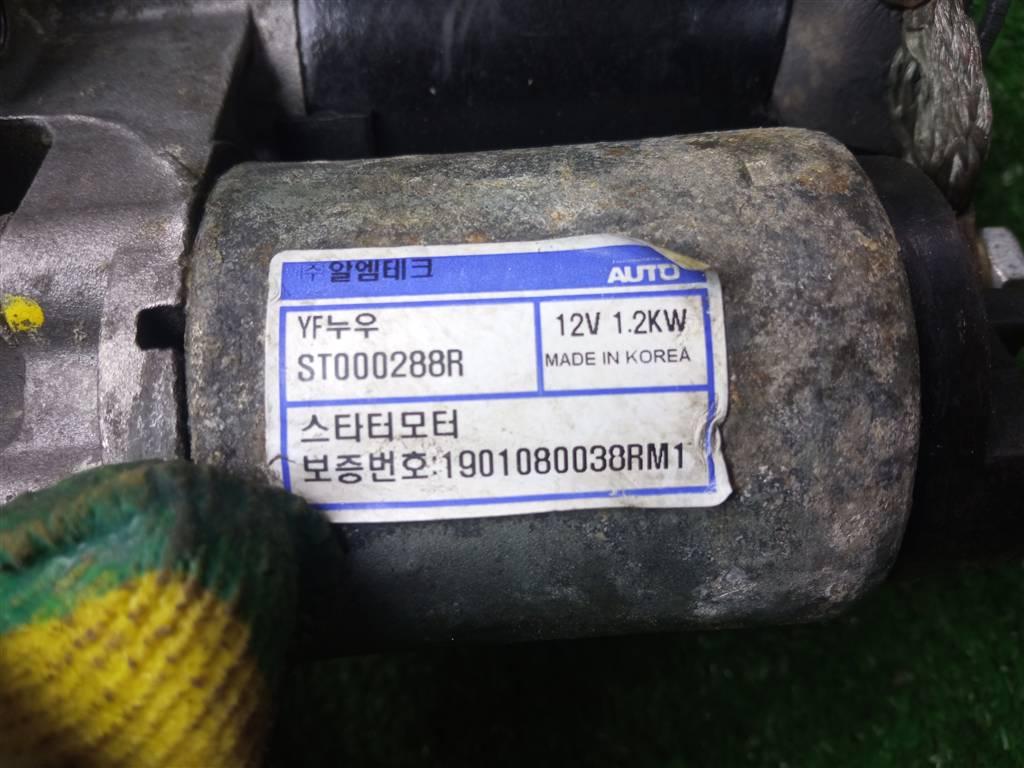 (주)알엠테크
AUTO
YF누우
ST000288R
12V 1.2KW
MADE IN KOREA
스타터모터
보증번호:1901080038RM1